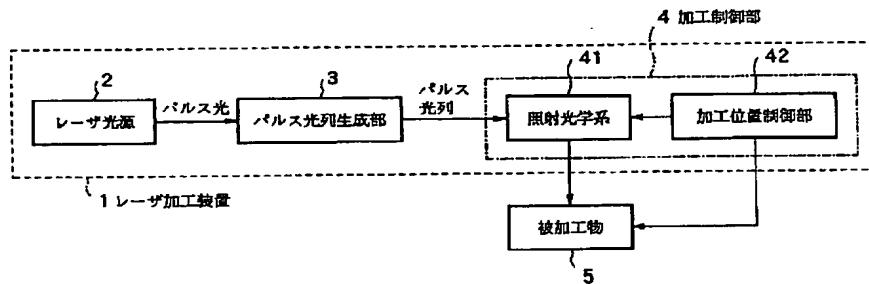 4 加工制御部
2
3
41
42
レーザ光源
パルス光
パルス光列生成部
パルス
光列
照射光学系
加工位置制御部
1 レーザ加工装置
被加工物
5